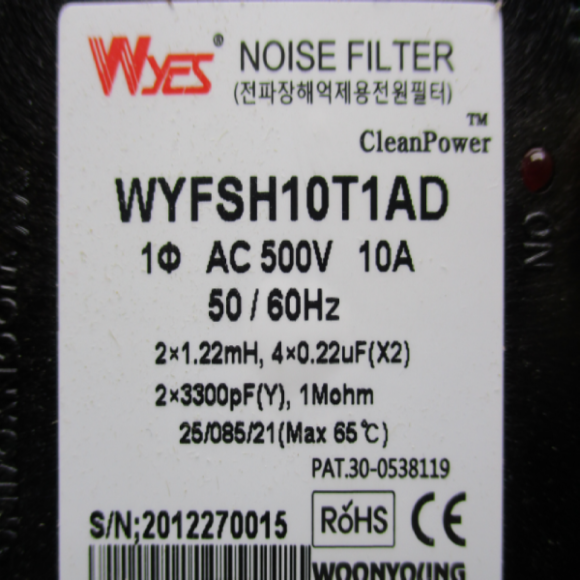 WYES® NOISE FILTER
(전파장해억제용전원필터)
CleanPower™
WYFSH10T1AD
1Φ AC 500V 10A
50 / 60Hz
2×1.22mH, 4×0.22uF(X2)
2×3300pF(Y), 1Mohm
25/085/21(Max 65℃)
PAT.30-0538119
S/N;2012270015 RoHS CE
WOONYOUNG
ON